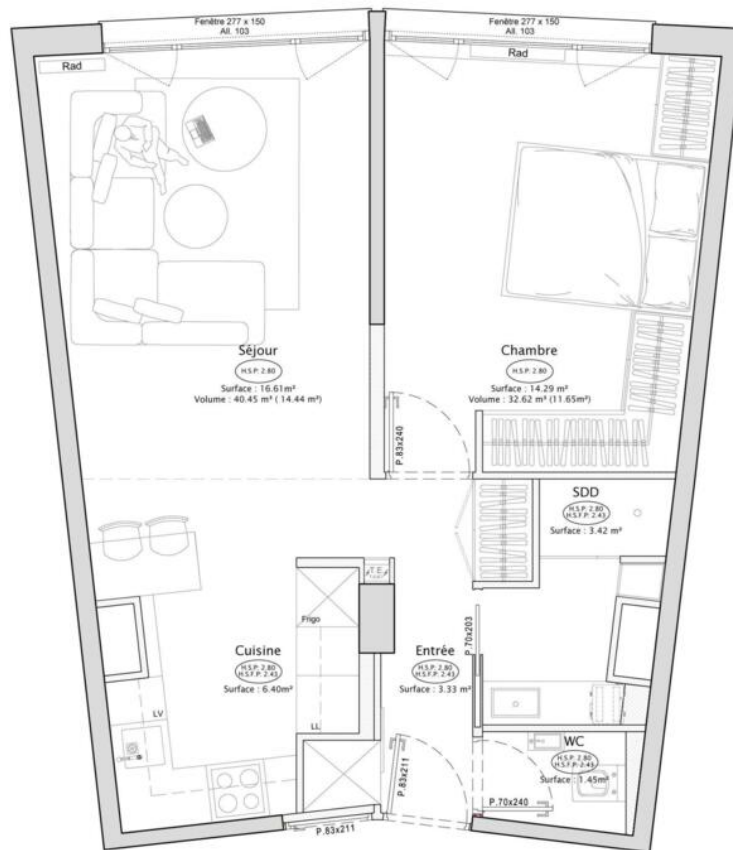 Fenêtre 277 x 150
All. 103
Fenêtre 277 x 150
All. 103
Rad
Rad
Séjour
H.S.P: 2.80
Surface : 16.61m²
Volume : 40.45 m³ ( 14.44 m²)
Chambre
H.S.P: 2.80
Surface : 14.29 m²
Volume : 32.62 m³ (11.65m²)
P.83x240
SDD
H.S.P: 2.80
H.S.F.P: 2.43
Surface : 3.42 m²
T.E
Frigo
P.70x203
Cuisine
H.S.P: 2.80
H.S.F.P: 2.43
Surface : 6.40m²
Entrée
H.S.P: 2.80
H.S.F.P: 2.43
Surface : 3.33 m²
LV
LL
WC
H.S.P: 2.80
H.S.F.P: 2.43
Surface : 1.45m²
P.83x211
P.70x240
P.83x211